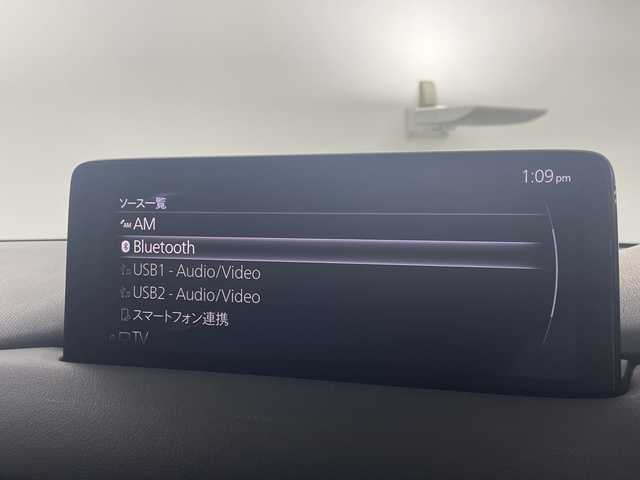 1:09 pm
ソース一覧
AM AM
Bluetooth
USB1 - Audio/Video
USB2 - Audio/Video
スマートフォン連携
TV